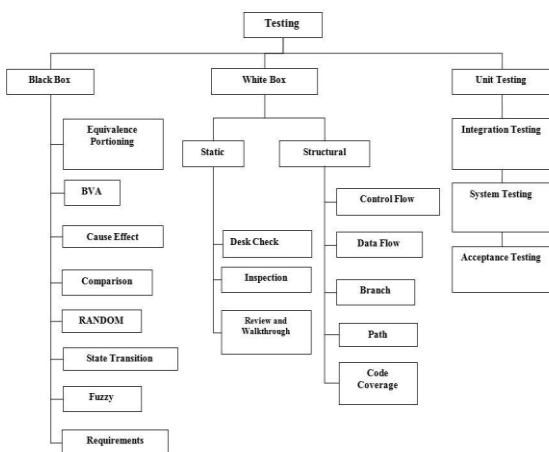 Testing
Black Box
White Box
Unit Testing
Equivalence
Portioning
BVA
Cause Effect
Comparison
RANDOM
State Transition
Fuzzy
Requirements
Static
Structural
Desk Check
Inspection
Review and
Walkthrough
Control Flow
Data Flow
Branch
Path
Code
Coverage
Integration Testing
System Testing
Acceptance Testing